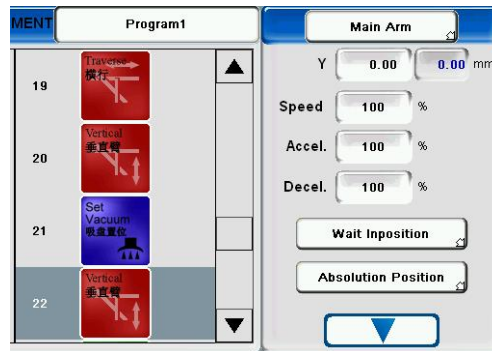 MENT
Program1
19
Traverse
横行
20
Vertical
垂直臂
21
Set
Vacuum
吸盘置位
22
Vertical
垂直臂
Main Arm
Y 0.00 0.00 mm
Speed 100 %
Accel. 100 %
Decel. 100 %
Wait Inposition
Absolution Position